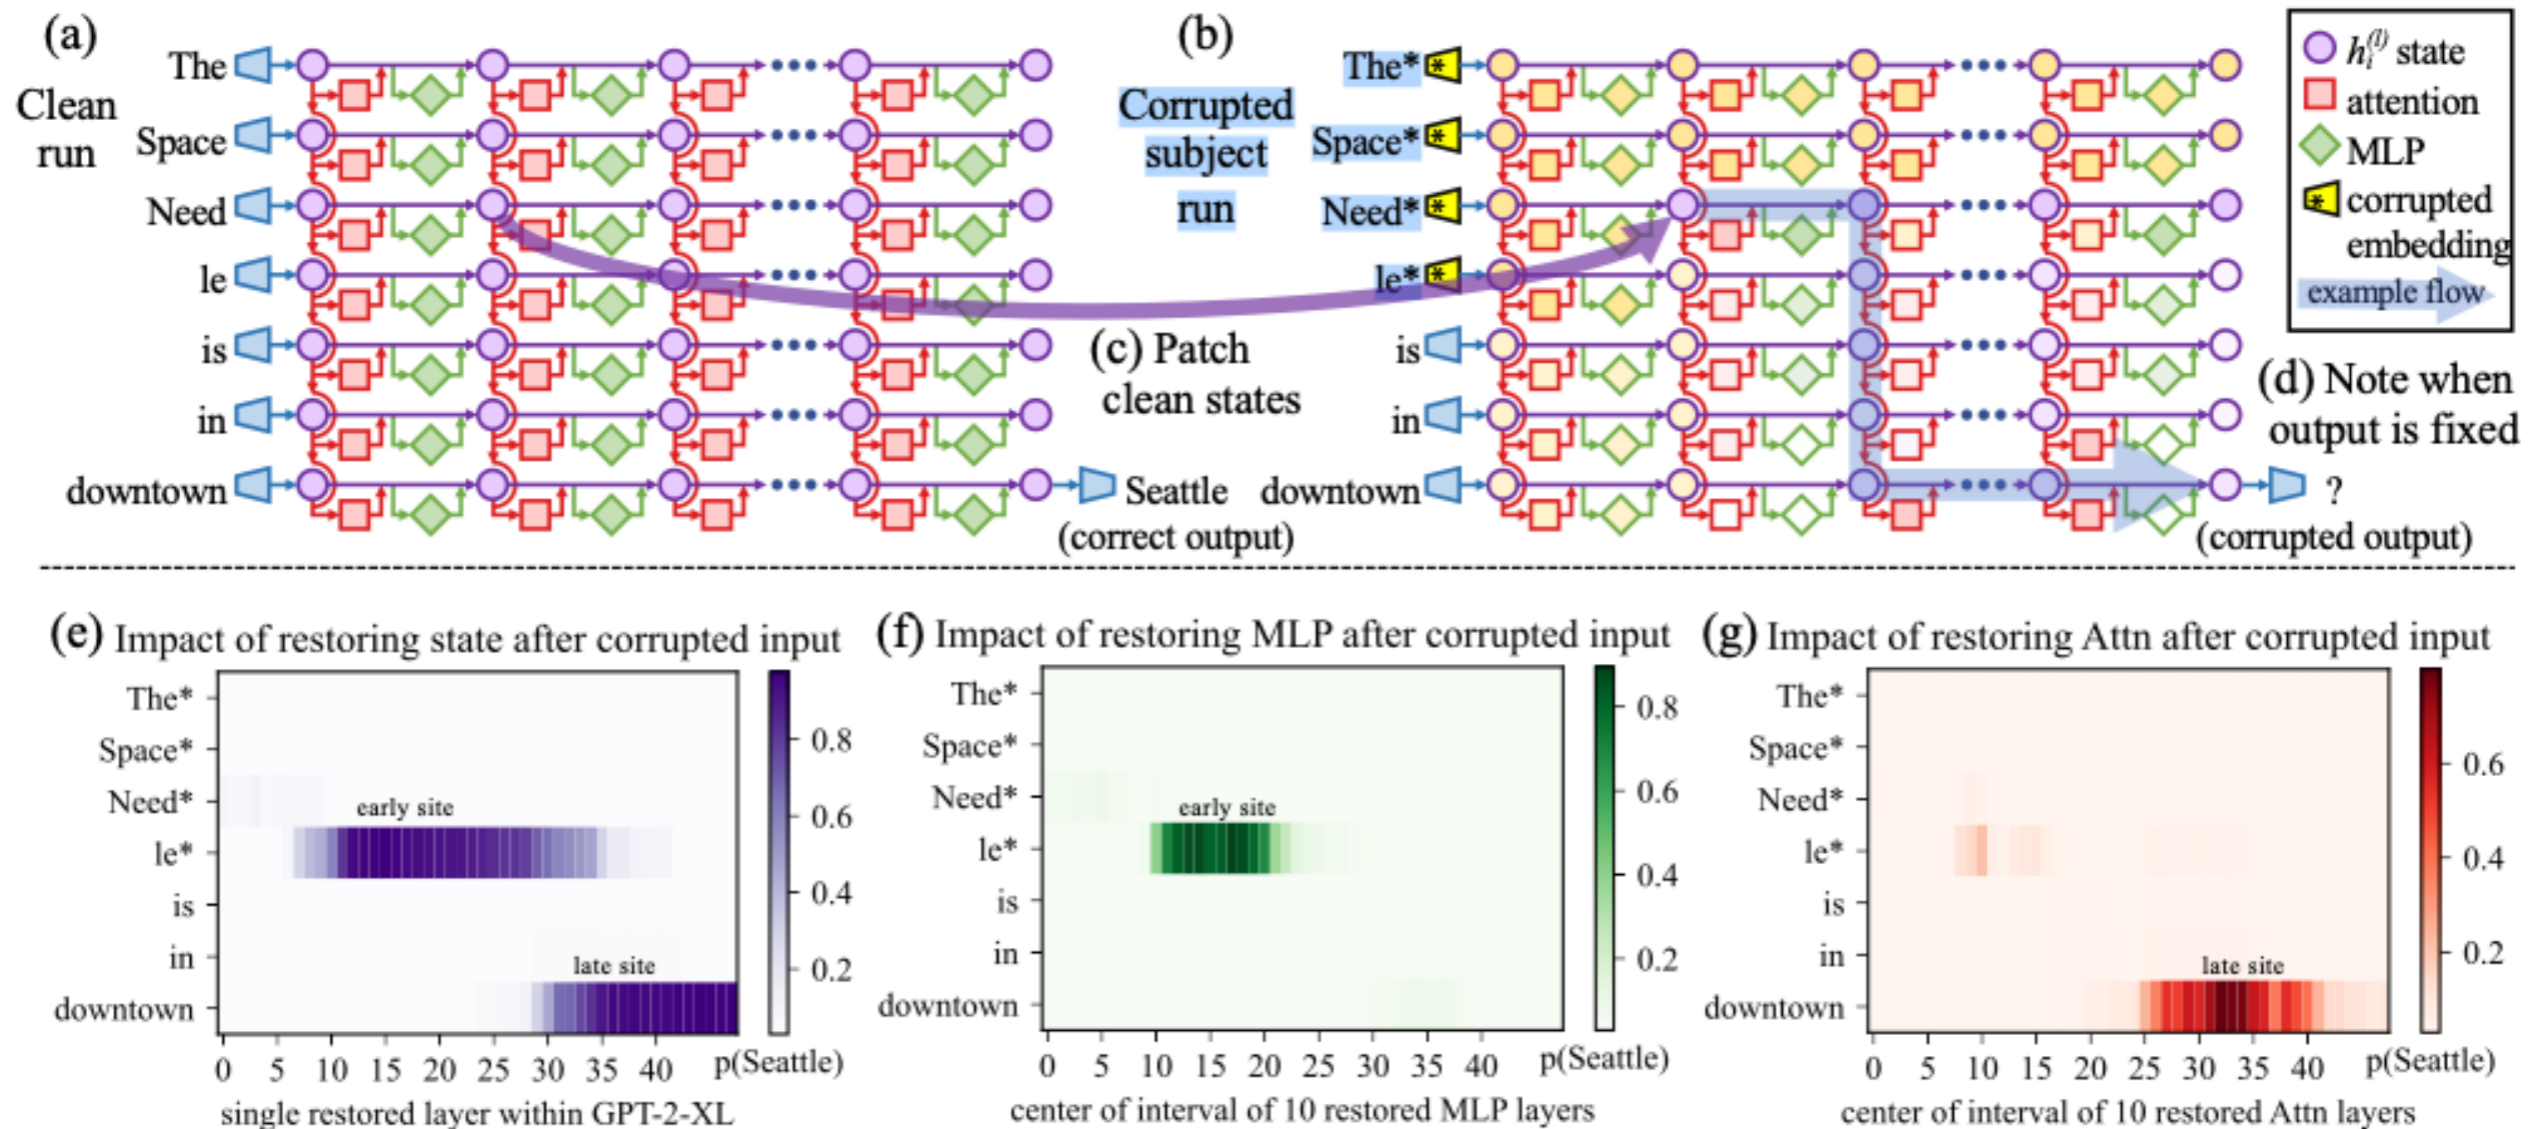 (a)
Clean
run
The
Space
Need
le
is
in
downtown
Seattle
(correct output)
(b)
Corrupted
subject
run
The*
Space*
Need*
le*
is
in
downtown
(c) Patch
clean states
?
(corrupted output)
(d) Note when
output is fixed
h_i^{(l)} state
attention
MLP
* corrupted
embedding
example flow
(e) Impact of restoring state after corrupted input
The*
Space*
Need*
le*
is
in
downtown
early site
late site
0.8
0.6
0.4
0.2
0 5 10 15 20 25 30 35 40 p(Seattle)
single restored layer within GPT-2-XL
(f) Impact of restoring MLP after corrupted input
The*
Space*
Need*
le*
is
in
downtown
early site
0.8
0.6
0.4
0.2
0 5 10 15 20 25 30 35 40 p(Seattle)
center of interval of 10 restored MLP layers
(g) Impact of restoring Attn after corrupted input
The*
Space*
Need*
le*
is
in
downtown
late site
0.6
0.4
0.2
0 5 10 15 20 25 30 35 40 p(Seattle)
center of interval of 10 restored Attn layers